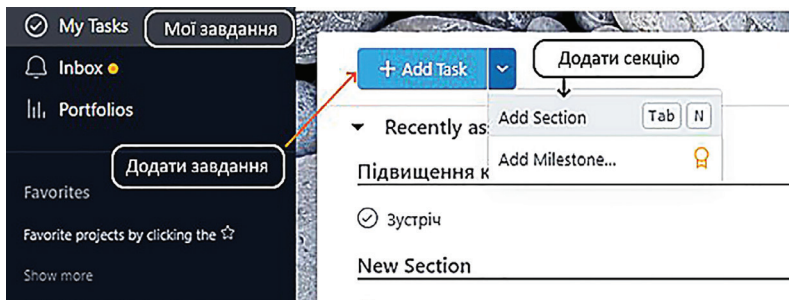 My Tasks
Мої завдання
Inbox
Portfolios
Додати завдання
Favorites
Favorite projects by clicking the
Show more
+ Add Task
Додати секцію
Add Section Tab N
Add Milestone...
Recently as
Підвищення к
Зустріч
New Section